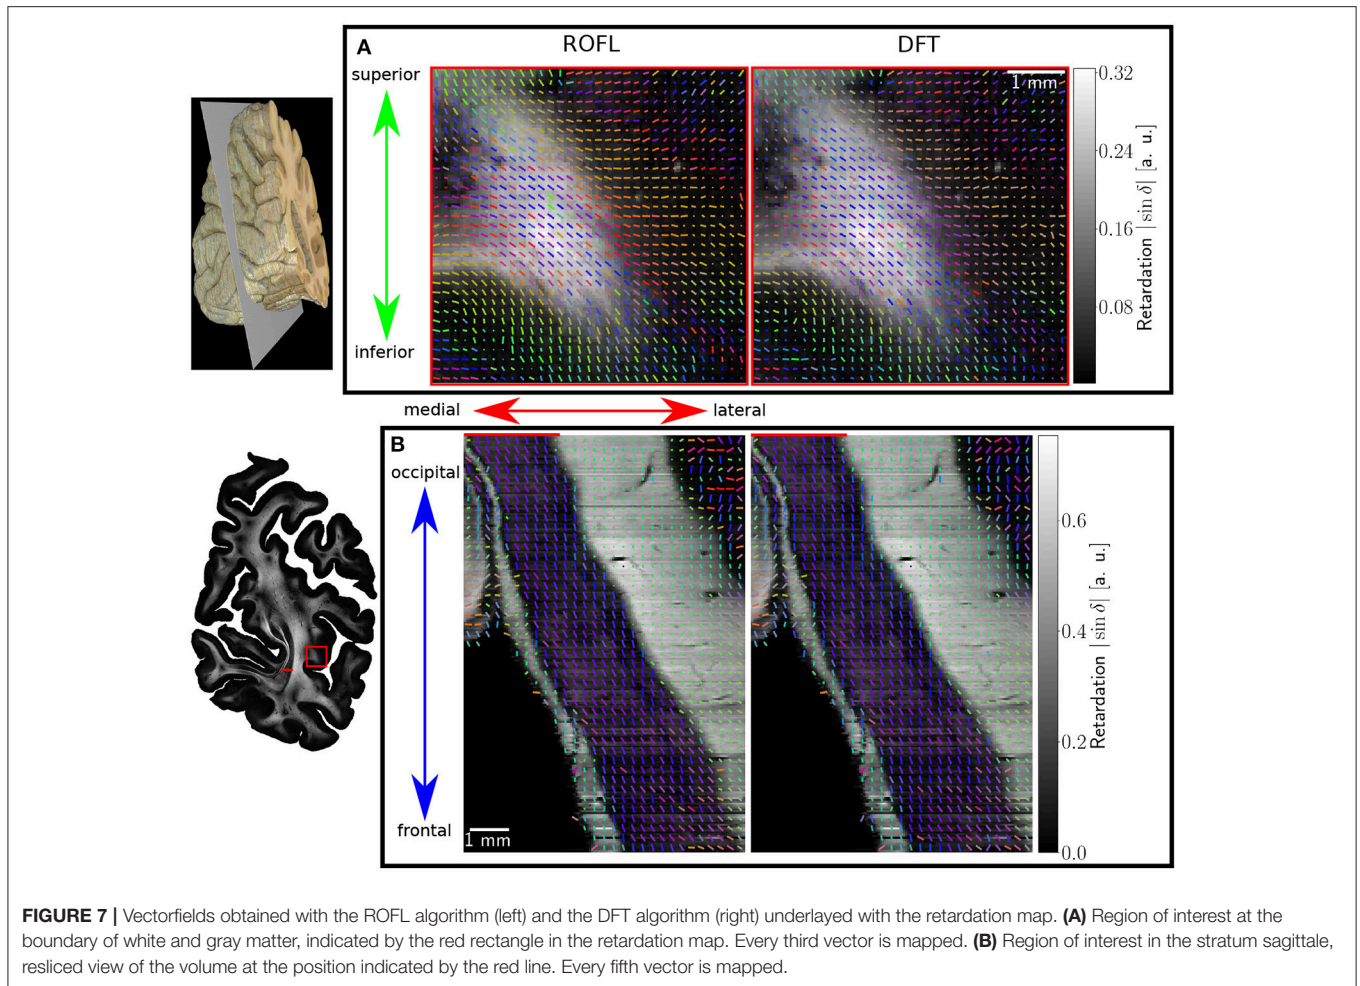 A
ROFL
DFT
superior
inferior
1 mm
0.32
0.24
0.16
0.08
Retardation |sin δ| [a. u.]
medial
lateral
B
occipital
frontal
1 mm
0.6
0.4
0.2
0.0
Retardation |sin δ| [a. u.]
FIGURE 7 | Vectorfields obtained with the ROFL algorithm (left) and the DFT algorithm (right) underlayed with the retardation map. (A) Region of interest at the
boundary of white and gray matter, indicated by the red rectangle in the retardation map. Every third vector is mapped. (B) Region of interest in the stratum sagittale,
resliced view of the volume at the position indicated by the red line. Every fifth vector is mapped.